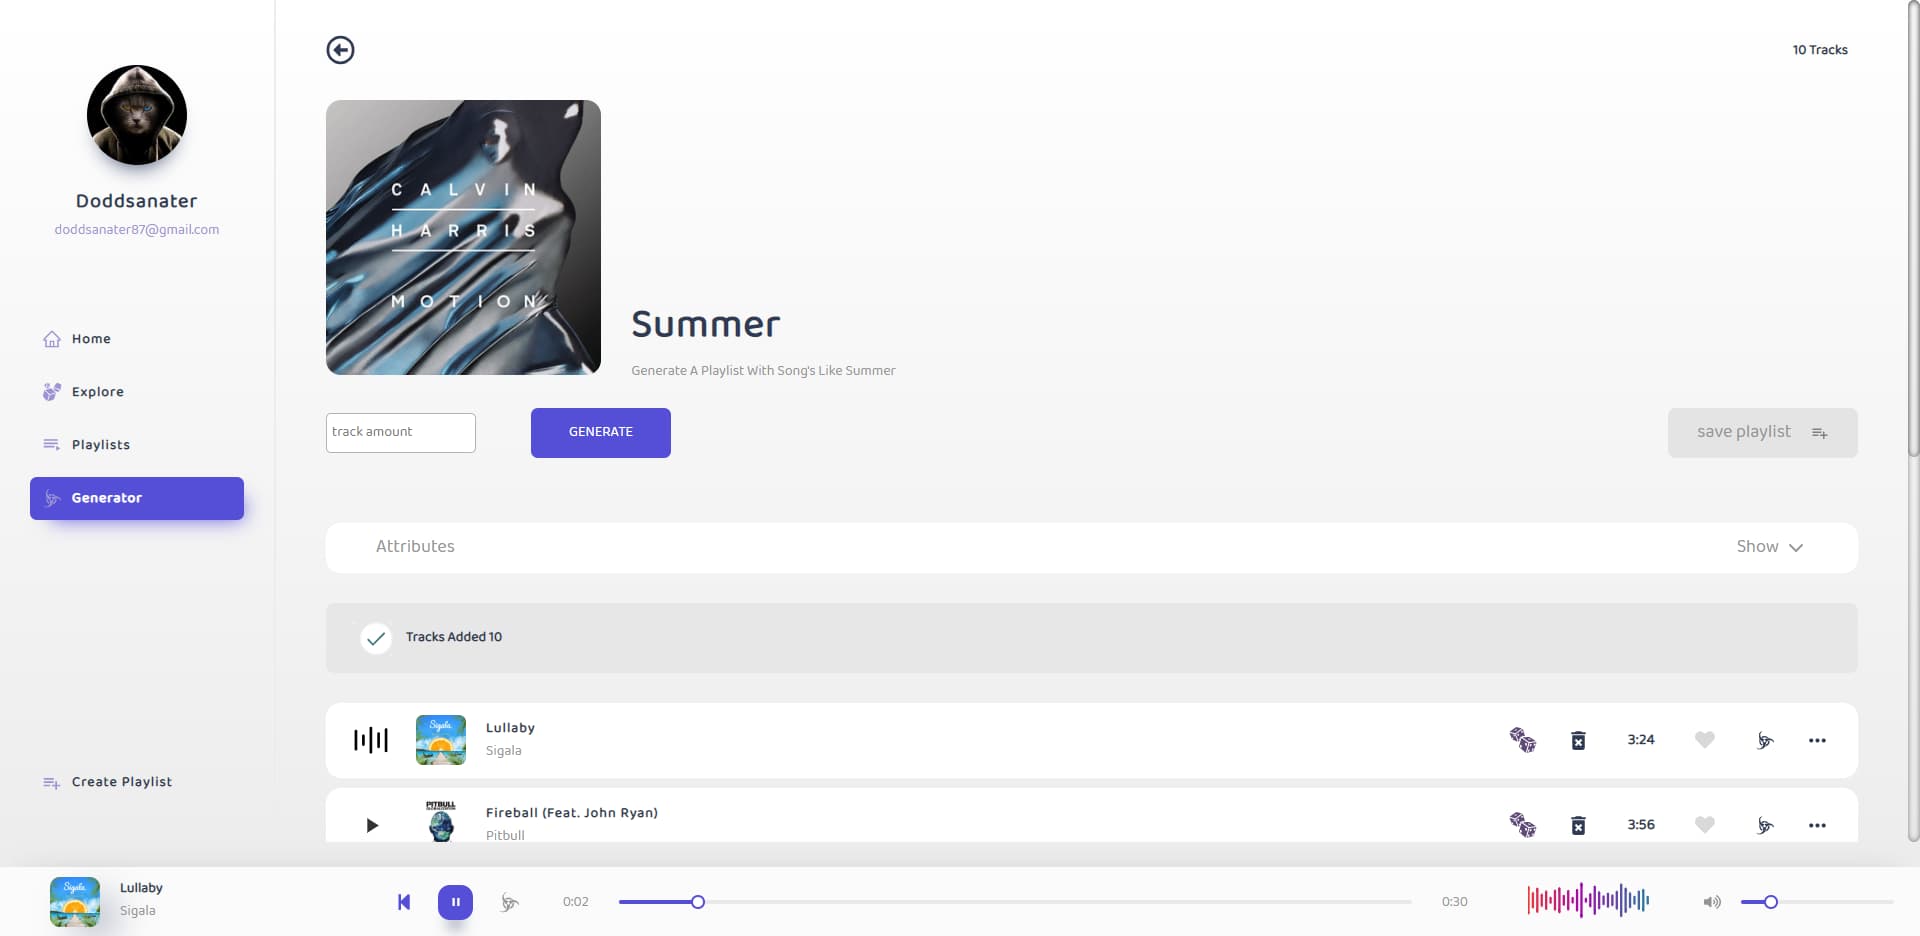 Doddsanater
doddsanater87@gmail.com
Home
Explore
Playlists
Generator
Create Playlist
10 Tracks
CALVIN
HARRIS
MOTION
Summer
Generate A Playlist With Song's Like Summer
track amount
GENERATE
save playlist
Attributes
Show
Tracks Added 10
Sigala
Lullaby
Sigala
3:24
PITBULL
GLOBALIZATION
Fireball (Feat. John Ryan)
Pitbull
3:56
Sigala
Lullaby
Sigala
0:02
0:30